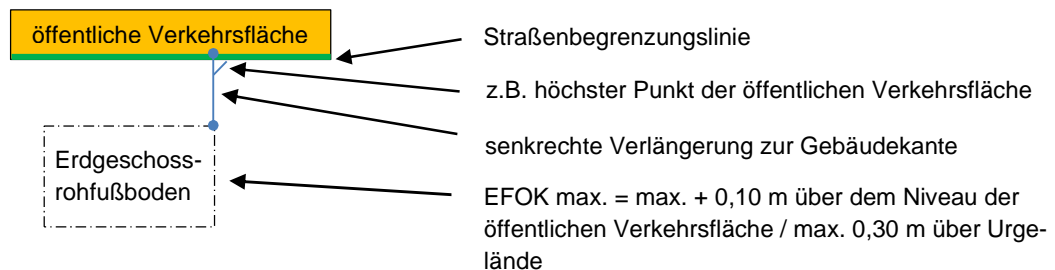 öffentliche Verkehrsfläche
Straßenbegrenzungslinie
z.B. höchster Punkt der öffentlichen Verkehrsfläche
senkrechte Verlängerung zur Gebäudekante
Erdgeschoss-
rohfußboden
EFOK max. = max. + 0,10 m über dem Niveau der
öffentlichen Verkehrsfläche / max. 0,30 m über Urge-
lände